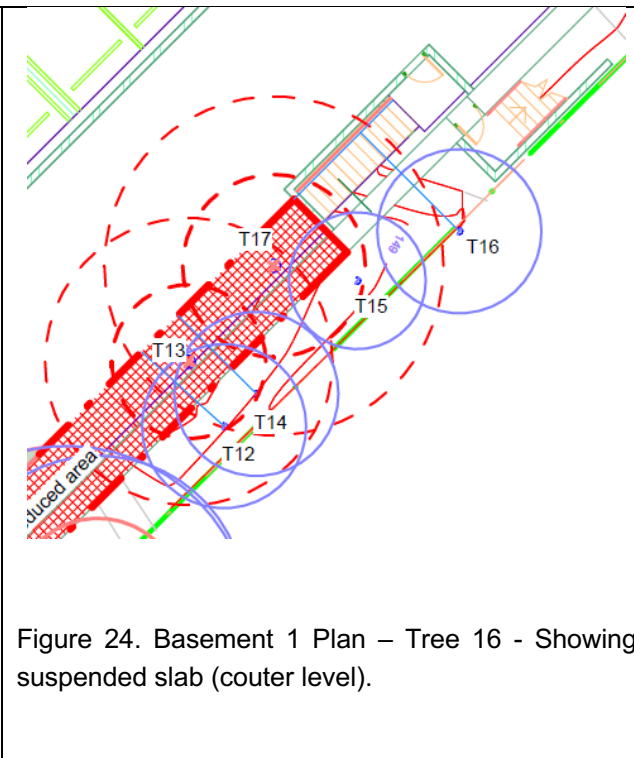 T17
T16
149
T15
T13
T14
T12
duced area
Figure 24. Basement 1 Plan – Tree 16 - Showing
suspended slab (couter level).